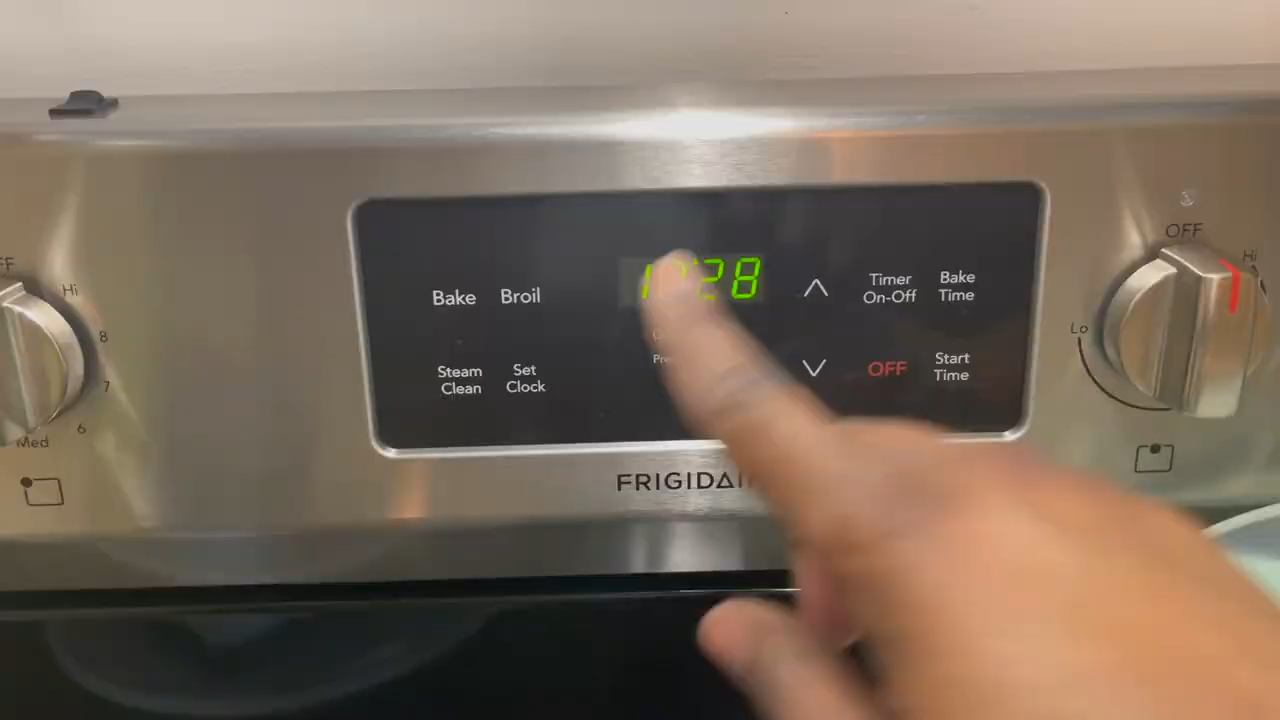 OFF
Hi
Hi
Bake
Broil
Timer
On-Off
Bake
Time
Lo
8
Steam
Clean
Set
Clock
OFF
Start
Time
7
6
Med